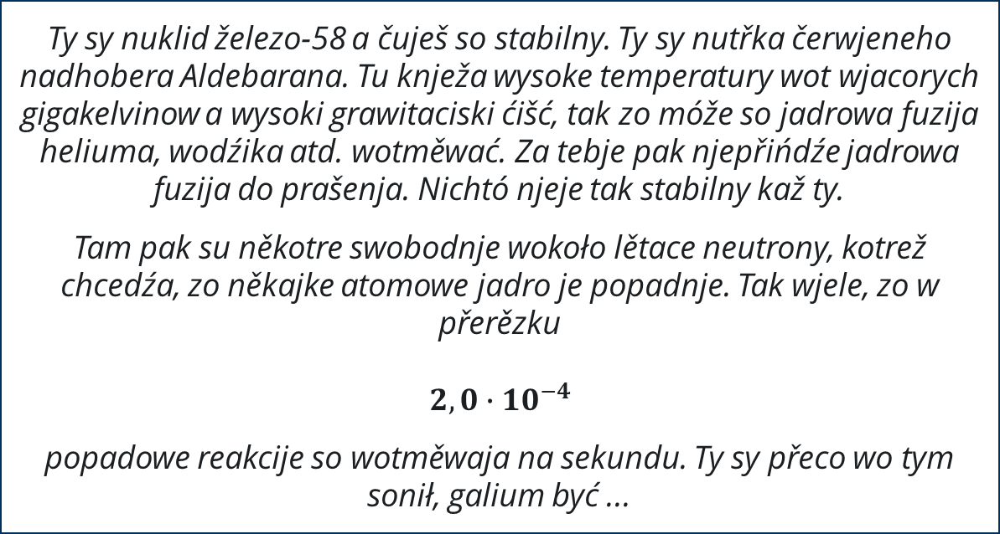 Ty sy nuklid železo-58 a čuješ so stabilny. Ty sy nutřka čerwjeneho
nadhobera Aldebarana. Tu knježa wysoke temperatury wot wjacorych
gigakelvinow a wysoki grawitaciski ćišć, tak zo móže so jadrowa fuzija
heliuma, wodźika atd. wotměwać. Za tebje pak njepřińdźe jadrowa
fuzija do prašenja. Nichtó njeje tak stabilny kaž ty.
Tam pak su někotre swobodnje wokoło lětace neutrony, kotrež
chcedźa, zo někajke atomowe jadro je popadnje. Tak wjele, zo w
přerězku
2,0 · 10⁻⁴
popadowe reakcije so wotměwaja na sekundu. Ty sy přeco wo tym
sonił, galium być ...